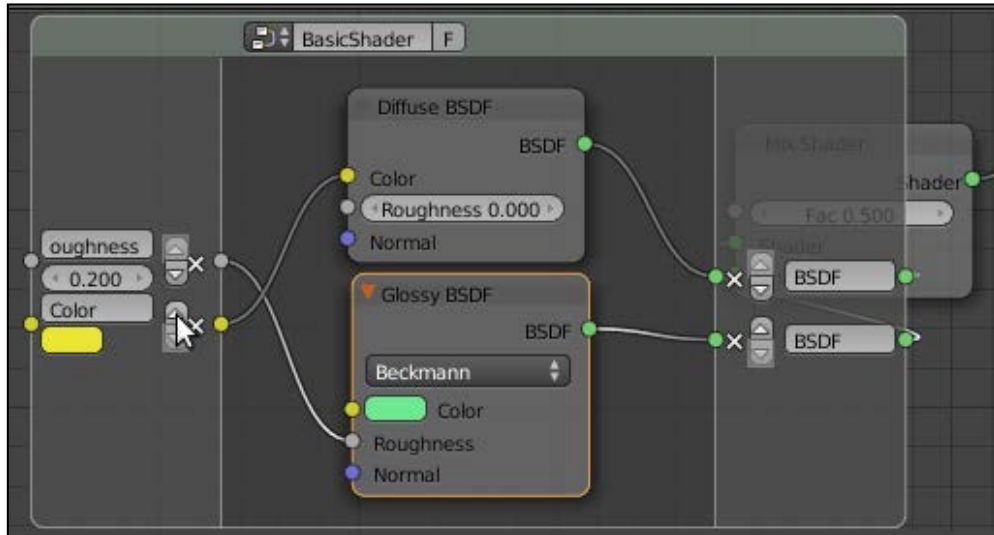 BasicShader F
Diffuse BSDF
BSDF
Color
Roughness 0.000
Normal
Mix Shader
Shader
Fac 0.500
Shader
oughness
0.200
Color
Glossy BSDF
BSDF
Beckmann
Color
Roughness
Normal
BSDF
BSDF